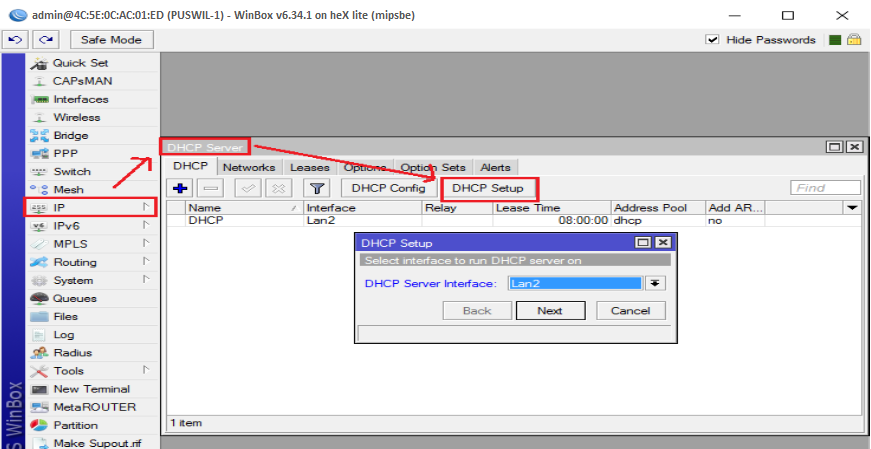 admin@4C:5E:0C:AC:01:ED (PUSWIL-1) - WinBox v6.34.1 on heX lite (mipsbe)
Safe Mode
Hide Passwords
Quick Set
CAPsMAN
Interfaces
Wireless
Bridge
PPP
Switch
Mesh
IP
IPv6
MPLS
Routing
System
Queues
Files
Log
Radius
Tools
New Terminal
MetaROUTER
Partition
Make Supout.rif
S WinBox
DHCP Server
DHCP Networks Leases Options Option Sets Alerts
DHCP Config DHCP Setup Find
Name / Interface Relay Lease Time Address Pool Add AR...
DHCP Lan2 08:00:00 dhcp no
DHCP Setup
Select interface to run DHCP server on
DHCP Server Interface: Lan2
Back Next Cancel
1 item